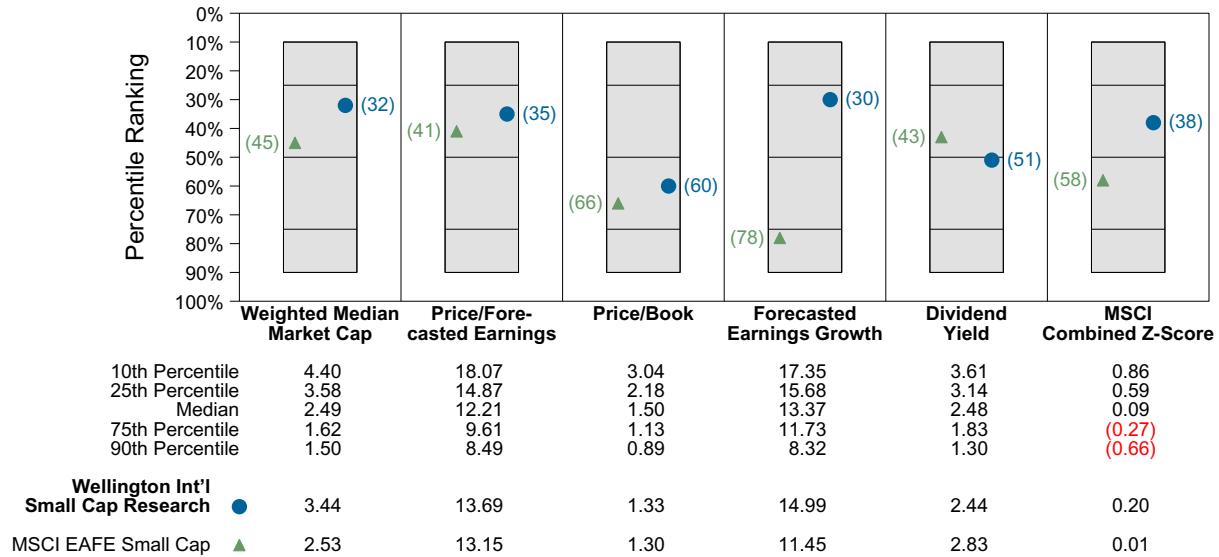 0%
10%
20%
30%
40%
50%
60%
70%
80%
90%
100%
Percentile Ranking
(32)
(45)
(35)
(41)
(60)
(66)
(30)
(78)
(43)
(51)
(38)
(58)
Weighted Median
Market Cap
Price/Fore-
casted Earnings
Price/Book
Forecasted
Earnings Growth
Dividend
Yield
MSCI
Combined Z-Score
10th Percentile 4.40 18.07 3.04 17.35 3.61 0.86
25th Percentile 3.58 14.87 2.18 15.68 3.14 0.59
Median 2.49 12.21 1.50 13.37 2.48 0.09
75th Percentile 1.62 9.61 1.13 11.73 1.83 (0.27)
90th Percentile 1.50 8.49 0.89 8.32 1.30 (0.66)
Wellington Int'l
Small Cap Research 3.44 13.69 1.33 14.99 2.44 0.20
MSCI EAFE Small Cap 2.53 13.15 1.30 11.45 2.83 0.01